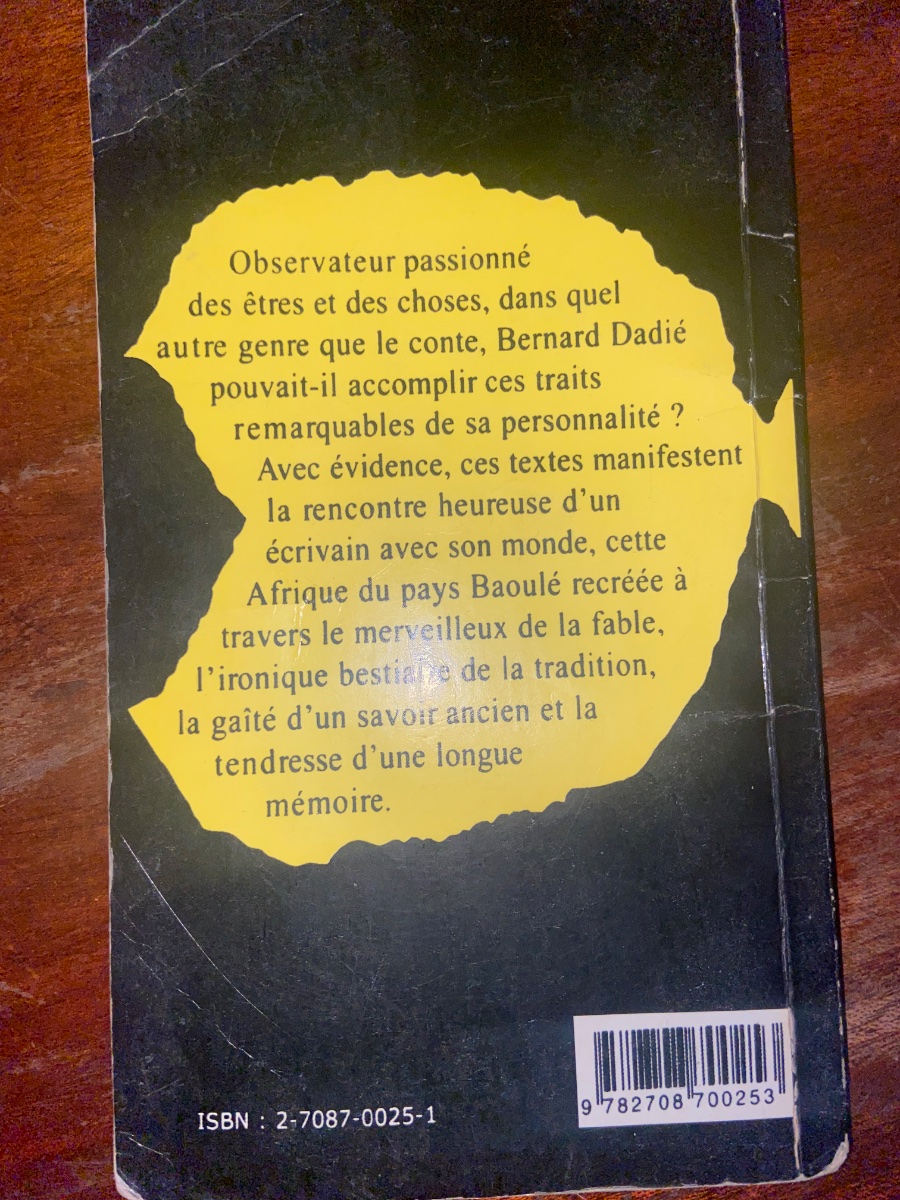 Observateur passionné
des êtres et des choses, dans quel
autre genre que le conte, Bernard Dadié
pouvait-il accomplir ces traits
remarquables de sa personnalité ?
Avec évidence, ces textes manifestent
la rencontre heureuse d'un
écrivain avec son monde, cette
Afrique du pays Baoulé recréée à
travers le merveilleux de la fable,
l'ironique bestiaire de la tradition,
la gaîté d'un savoir ancien et la
tendresse d'une longue
mémoire.
ISBN : 2-7087-0025-1
9 782708 700253